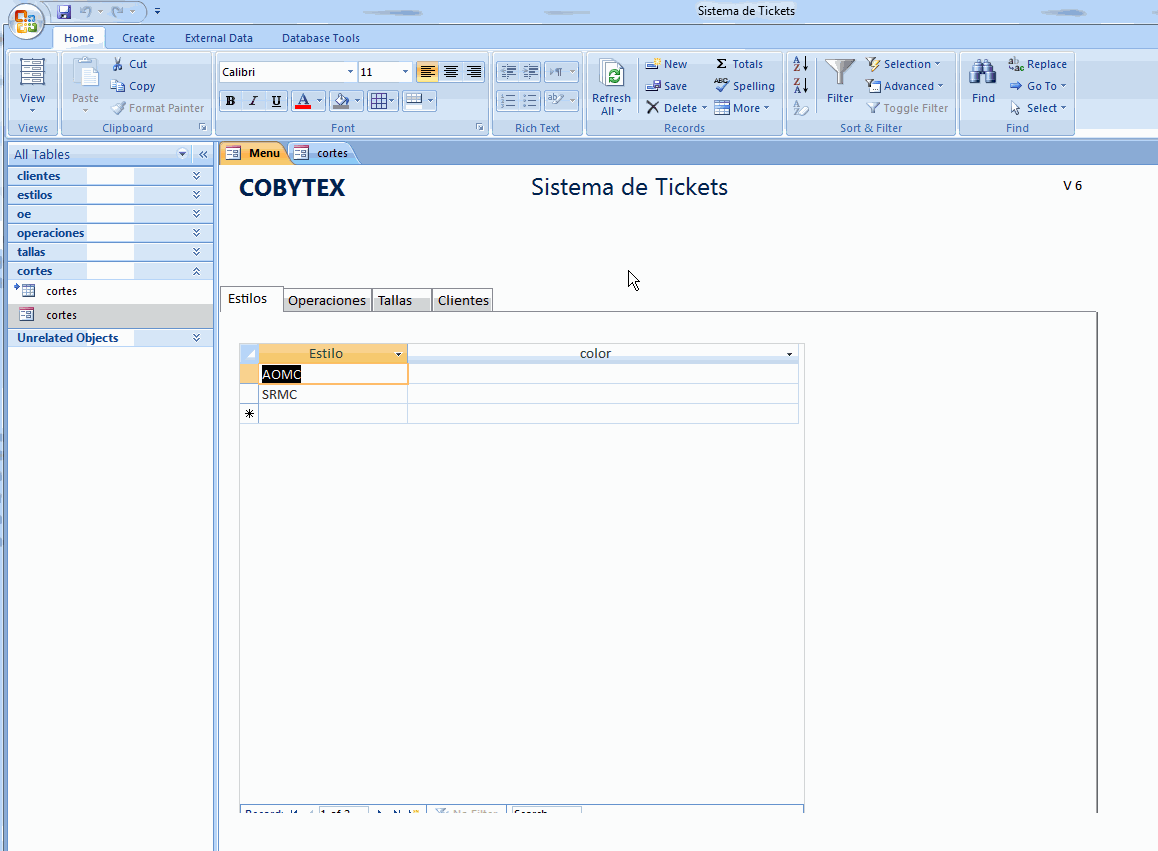 Sistema de Tickets
Home Create External Data Database Tools
View
Views
Paste
Cut
Copy
Format Painter
Clipboard
Calibri 11
B I U A
Font
Rich Text
Refresh All
New
Save
Delete
Σ Totals
ABC Spelling
More
Records
A Z
Z A
Filter
Selection
Advanced
Toggle Filter
Sort & Filter
Find
Replace
Go To
Select
Find
All Tables
clientes
estilos
oe
operaciones
tallas
cortes
cortes
cortes
Unrelated Objects
Menu cortes
COBYTEX Sistema de Tickets V 6
Estilos Operaciones Tallas Clientes
Estilo color
AOMC
SRMC
Record: 1 of 2 No Filter Search